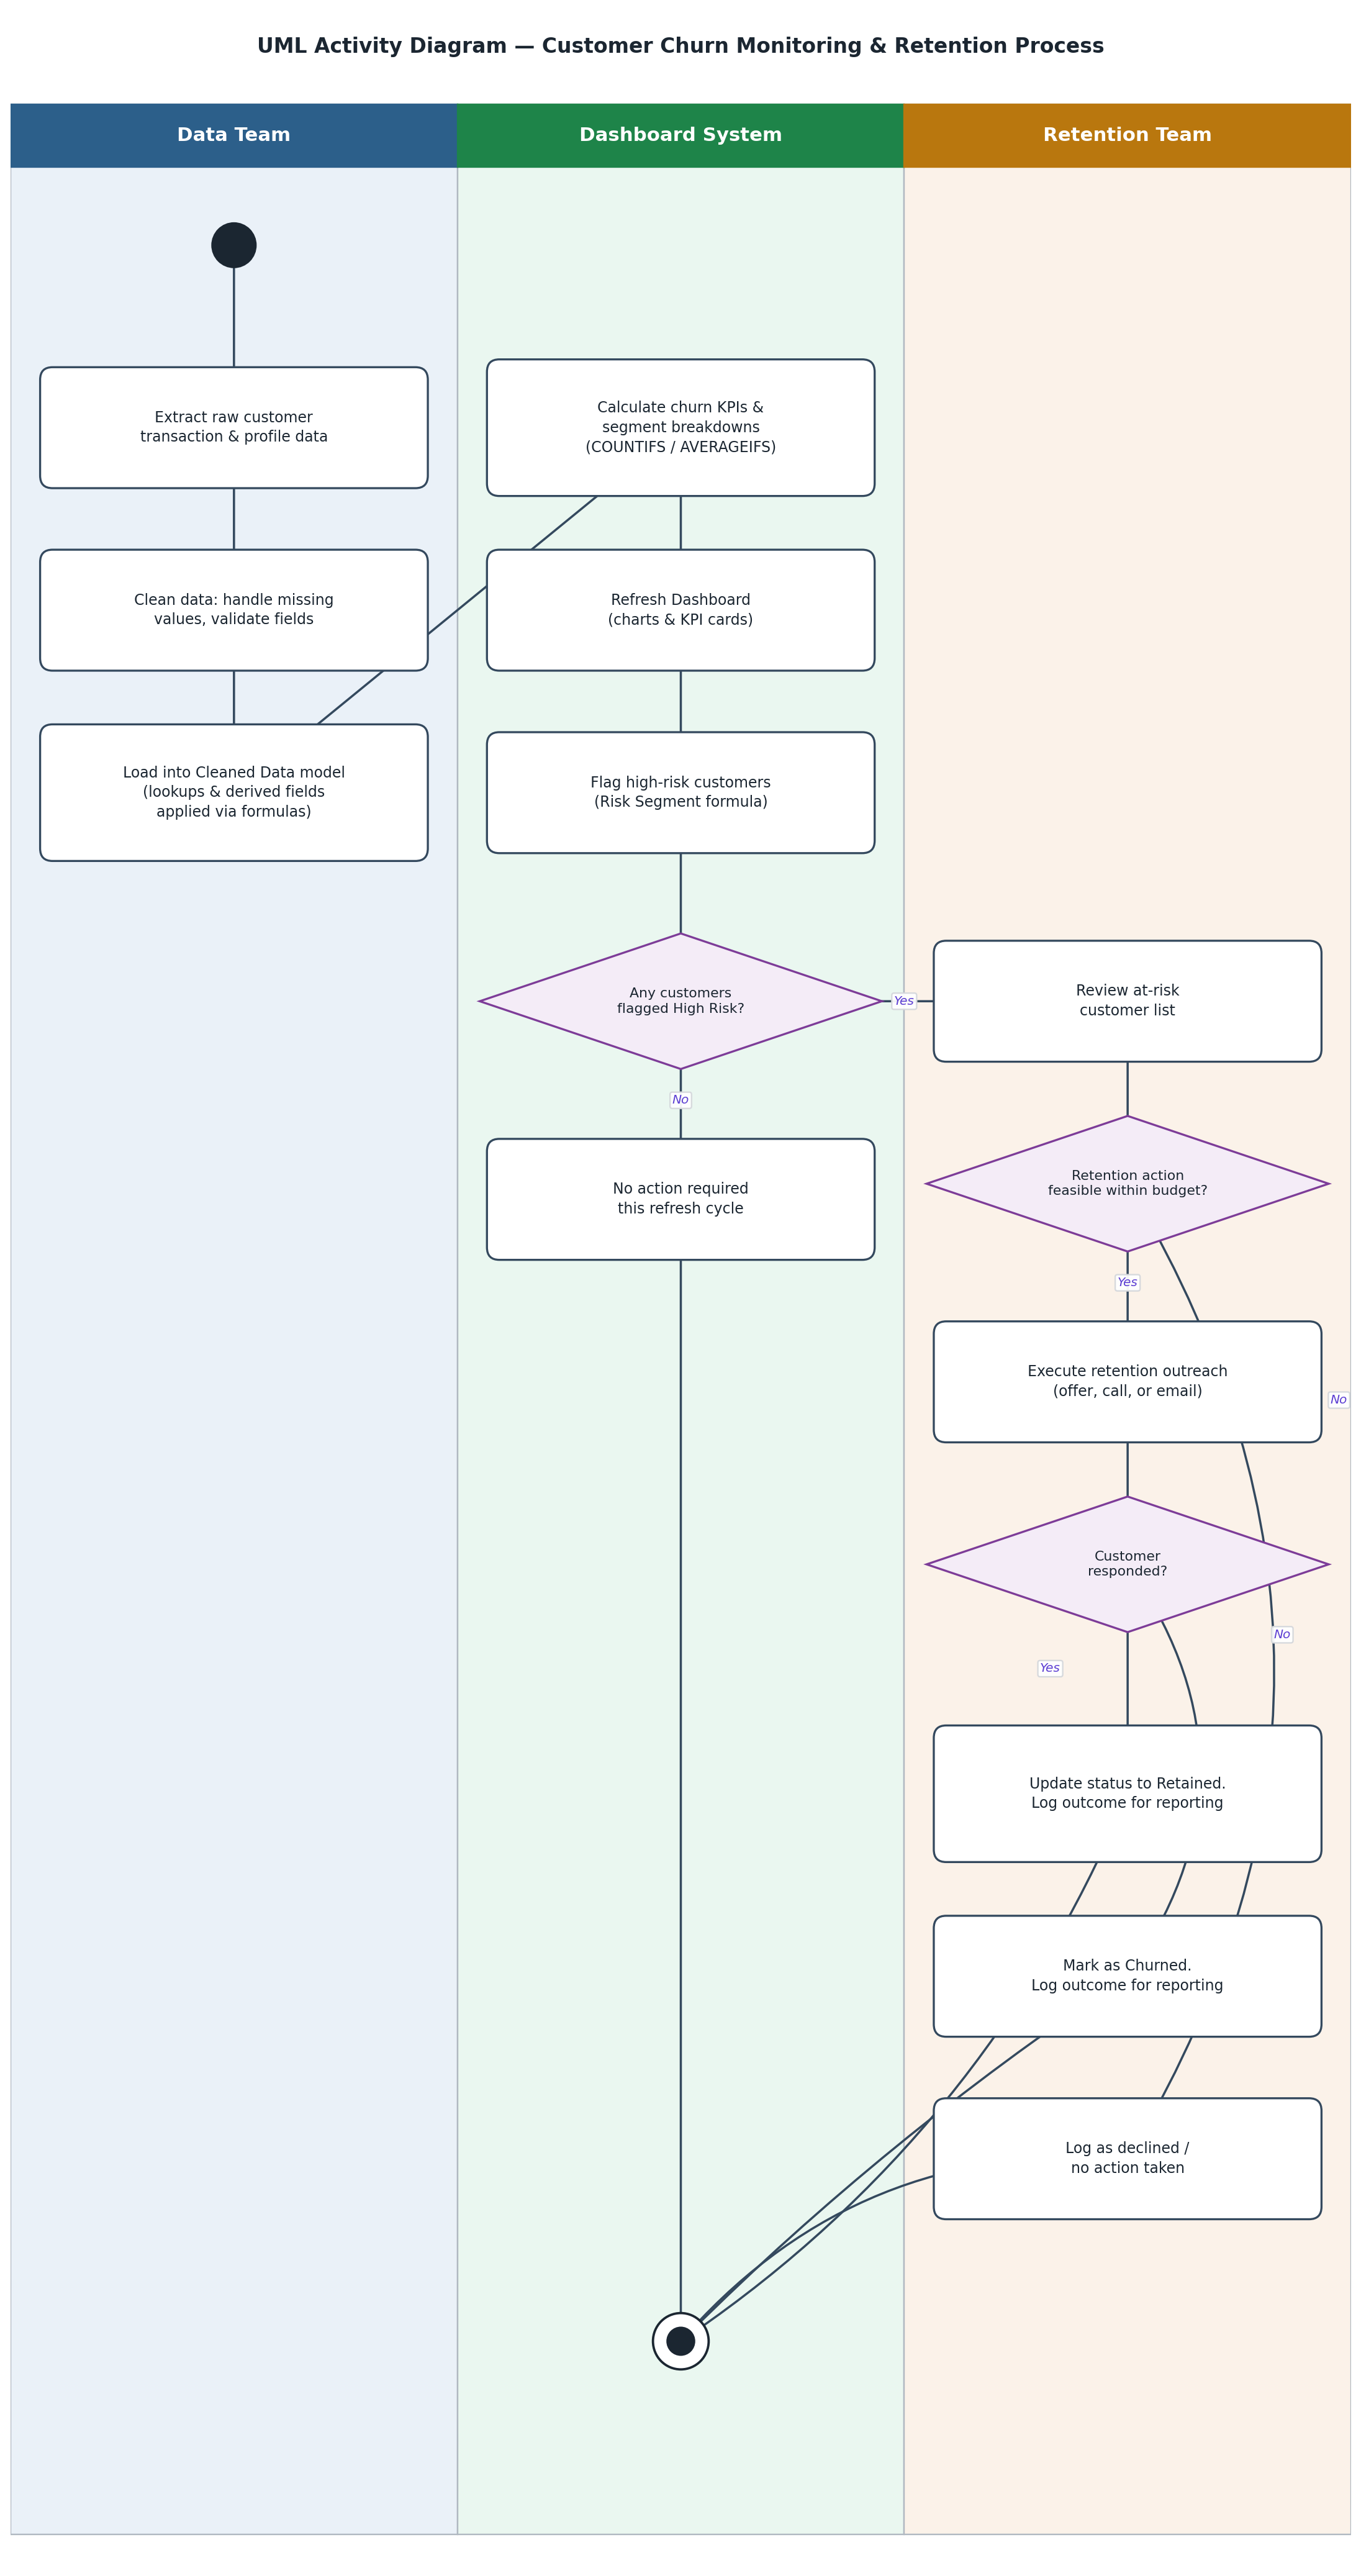 UML Activity Diagram — Customer Churn Monitoring & Retention Process
Data Team
Dashboard System
Retention Team
Extract raw customer
transaction & profile data
Clean data: handle missing
values, validate fields
Load into Cleaned Data model
(lookups & derived fields
applied via formulas)
Calculate churn KPIs &
segment breakdowns
(COUNTIFS / AVERAGEIFS)
Refresh Dashboard
(charts & KPI cards)
Flag high-risk customers
(Risk Segment formula)
Any customers
flagged High Risk?
Yes
No
No action required
this refresh cycle
Review at-risk
customer list
Retention action
feasible within budget?
Yes
Execute retention outreach
(offer, call, or email)
No
Customer
responded?
No
Yes
Update status to Retained.
Log outcome for reporting
Mark as Churned.
Log outcome for reporting
Log as declined /
no action taken